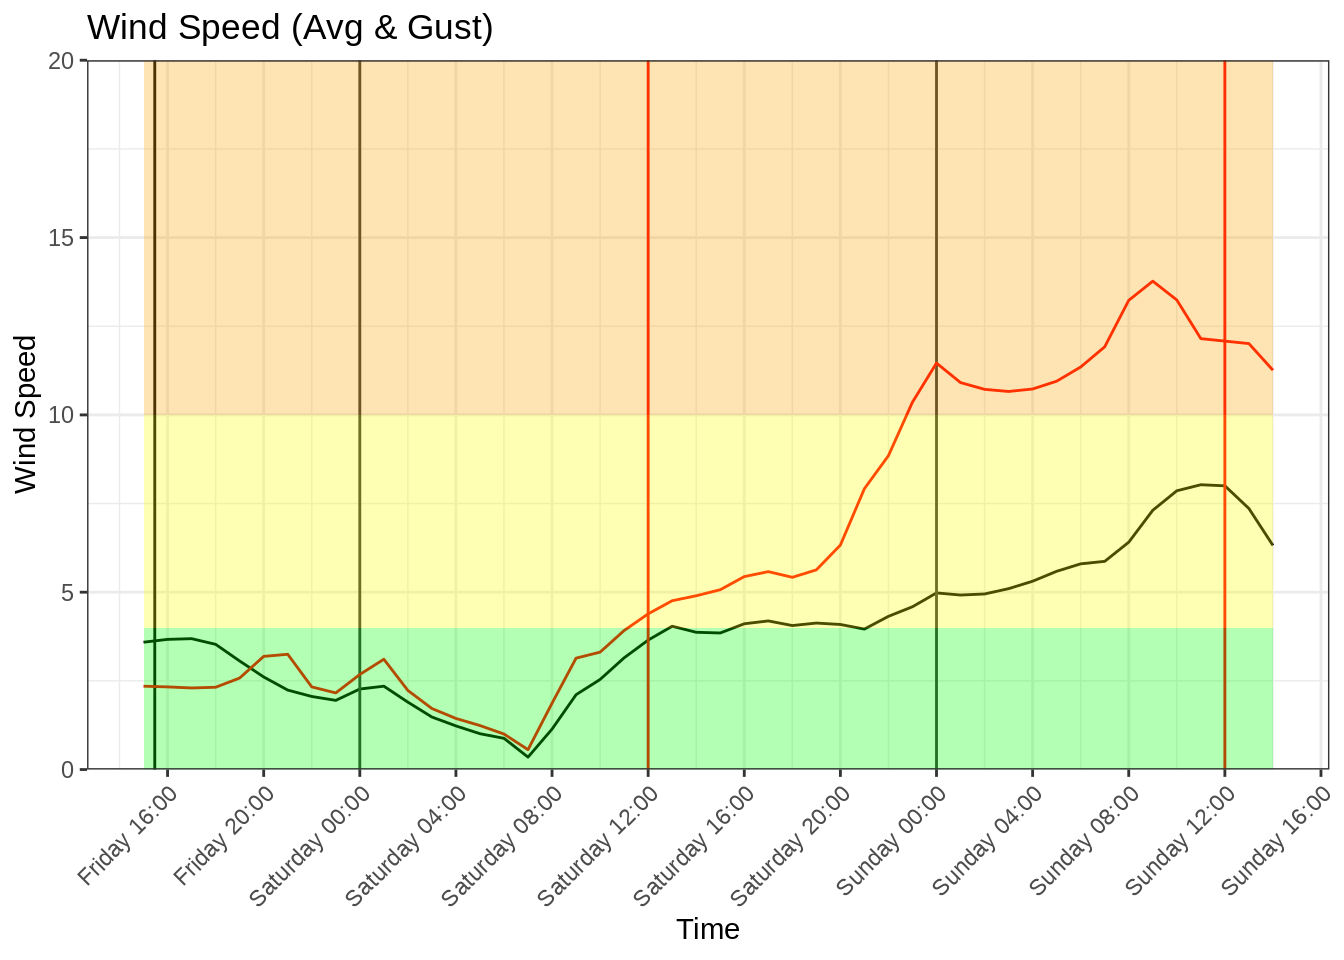 Wind Speed (Avg & Gust)
Wind Speed
20
15
10
5
0
Friday 16:00
Friday 20:00
Saturday 00:00
Saturday 04:00
Saturday 08:00
Saturday 12:00
Saturday 16:00
Saturday 20:00
Sunday 00:00
Sunday 04:00
Sunday 08:00
Sunday 12:00
Sunday 16:00
Time